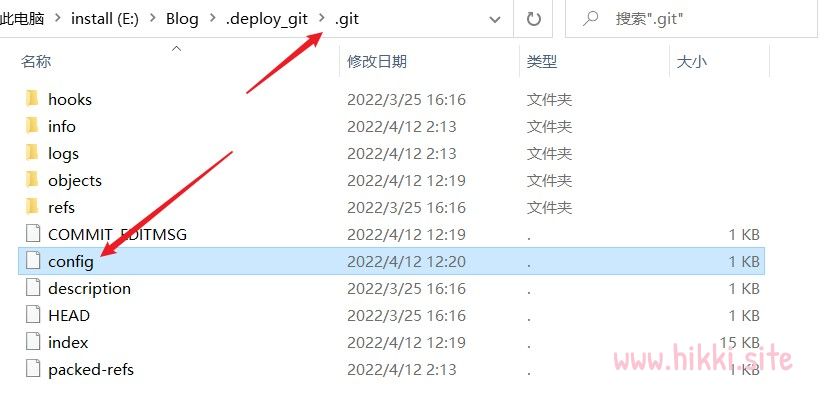 此电脑 > install (E:) > Blog > .deploy_git > .git 搜索".git"
名称 修改日期 类型 大小
hooks 2022/3/25 16:16 文件夹
info 2022/4/12 2:13 文件夹
logs 2022/4/12 2:13 文件夹
objects 2022/4/12 12:19 文件夹
refs 2022/3/25 16:16 文件夹
COMMIT_EDITMSG 2022/4/12 12:19 . 1 KB
config 2022/4/12 12:20 . 1 KB
description 2022/3/25 16:16 . 1 KB
HEAD 2022/3/25 16:16 . 1 KB
index 2022/4/12 12:19 . 15 KB
www.hikki.site
packed-refs 2022/4/12 2:13 . 1 KB